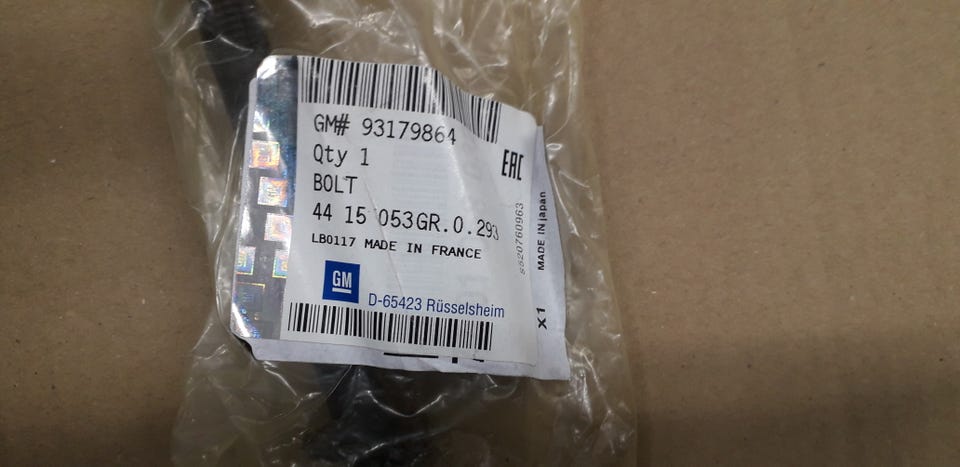 GM# 93179864
Qty 1
BOLT
EAC
44 15 053GR.0.293
LB0117 MADE IN FRANCE
GM
D-65423 Rüsselsheim
8520760963
MADE IN japan
X1